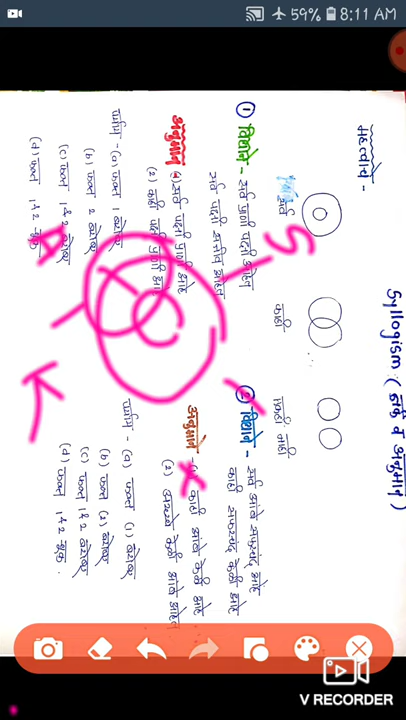 59% 8:11 AM
Syllogism (तर्क व अनुमान)
महत्वाचे -
सर्व
काही
एकही नाही
① विधाने - सर्व प्राणी पक्षी आहेत
सर्व पक्षी सजीव आहेत
अनुमान (1) सर्व पक्षी प्राणी आहे
(2) काही पक्षी प्राणी आहे
पर्याय - (a) फक्त 1 बरोबर
(b) फक्त 2 बरोबर
(c) फक्त 1 & 2 बरोबर
(d) फक्त 1 & 2 चूक
② विधाने - सर्व आंबे सफरचंद आहे
काही सफरचंद केळी आहे
अनुमान - काही आंबे केळी आहे
(2) केळी आंबे आहेत
पर्याय - (a) फक्त (1) बरोबर
(b) फक्त (2) बरोबर
(c) फक्त 1 & 2 बरोबर
(d) फक्त 1 & 2 चूक.
V RECORDER